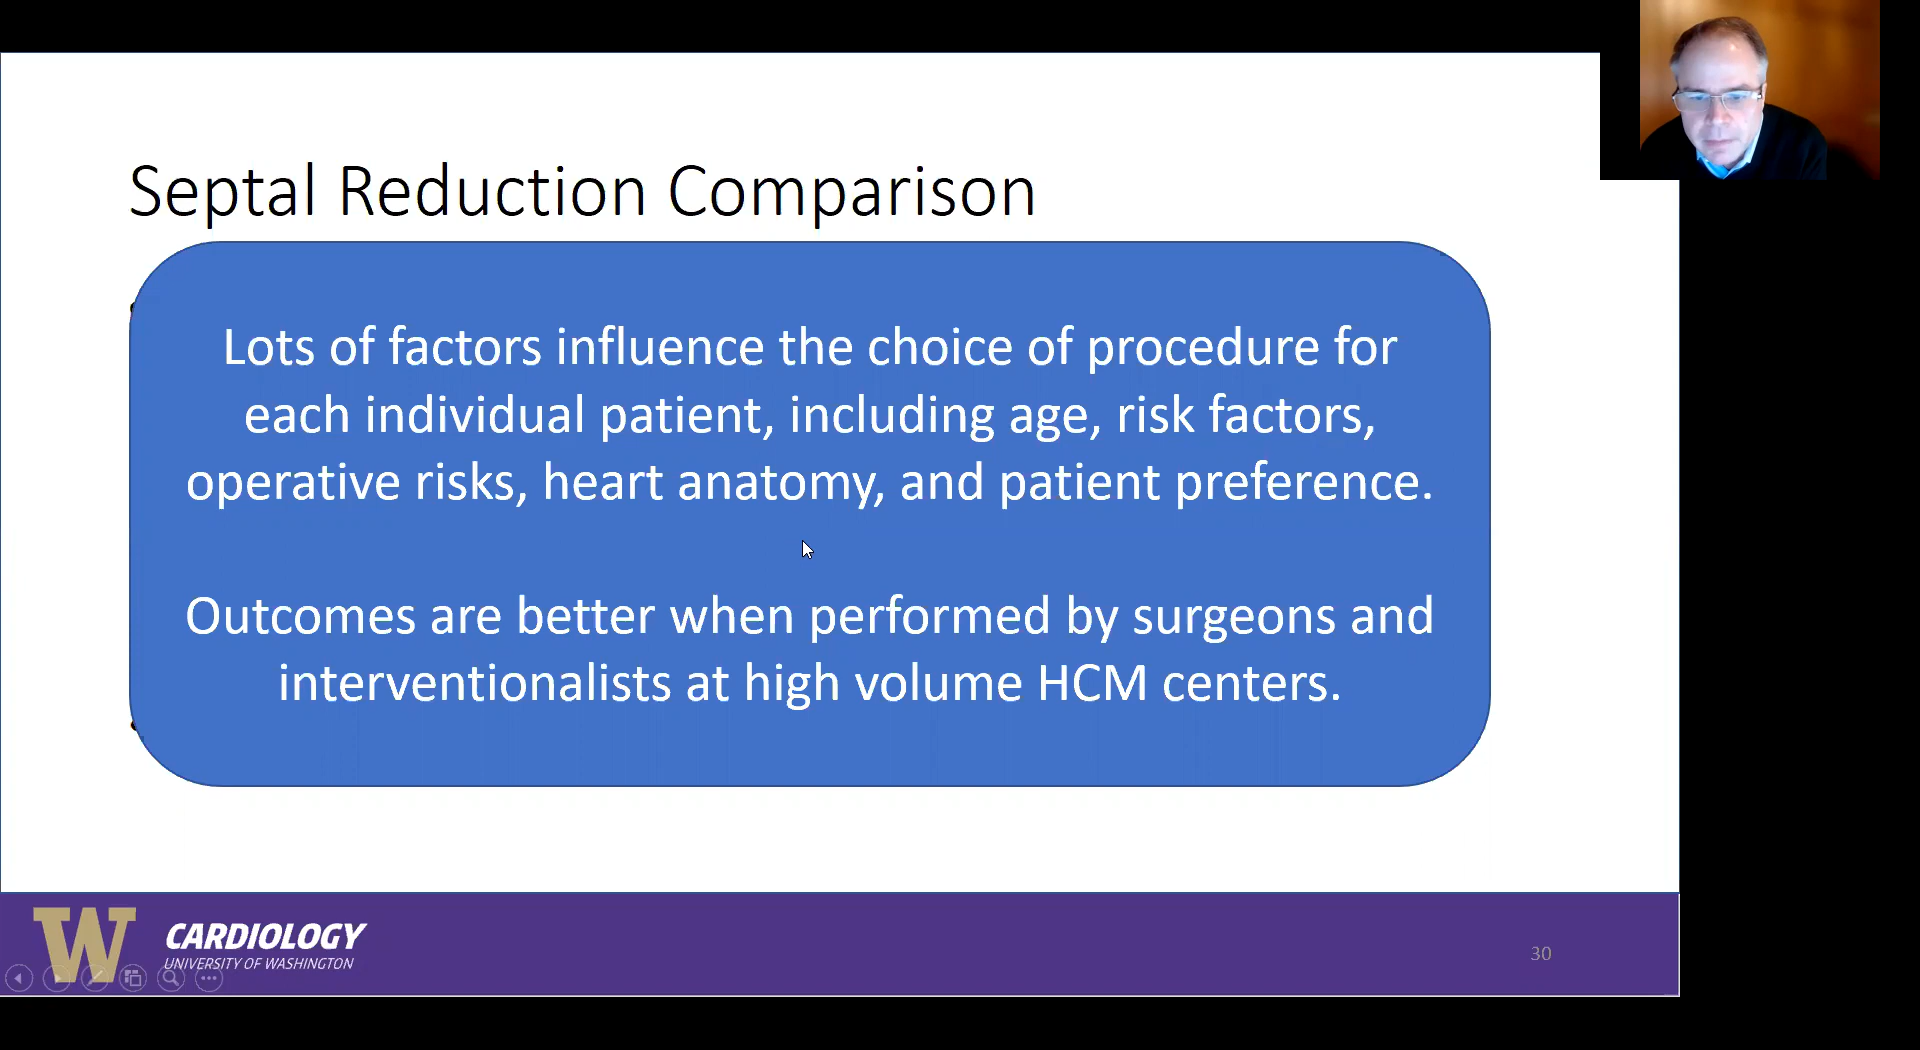 Septal Reduction Comparison
Lots of factors influence the choice of procedure for
each individual patient, including age, risk factors,
operative risks, heart anatomy, and patient preference.
Outcomes are better when performed by surgeons and
interventionalists at high volume HCM centers.
W
CARDIOLOGY
UNIVERSITY OF WASHINGTON
30